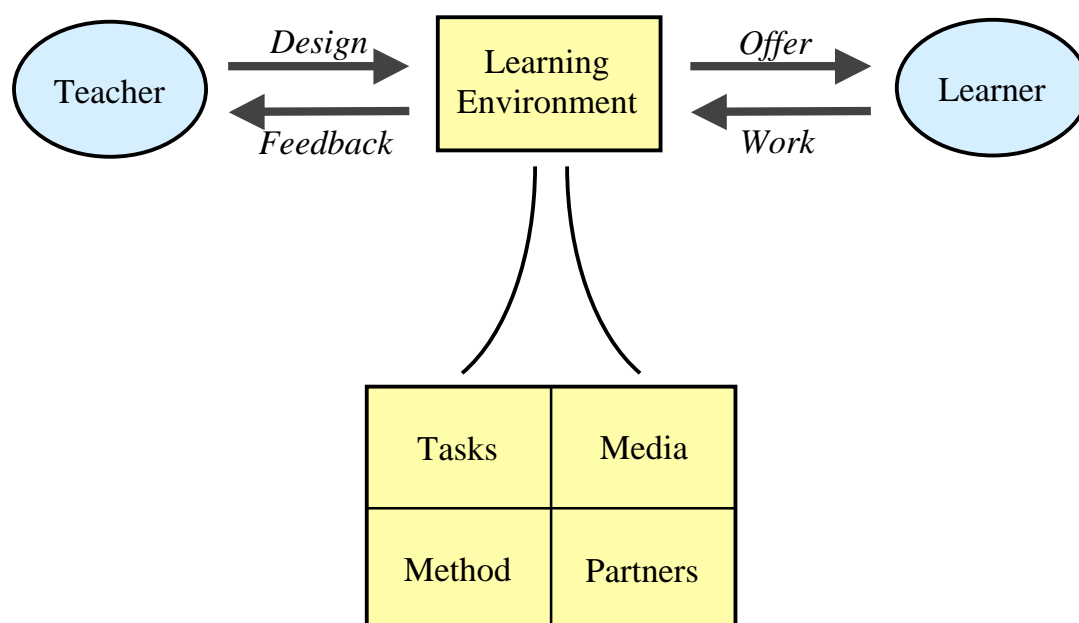 Teacher
Design
Feedback
Learning
Environment
Offer
Work
Learner
Tasks
Media
Method
Partners